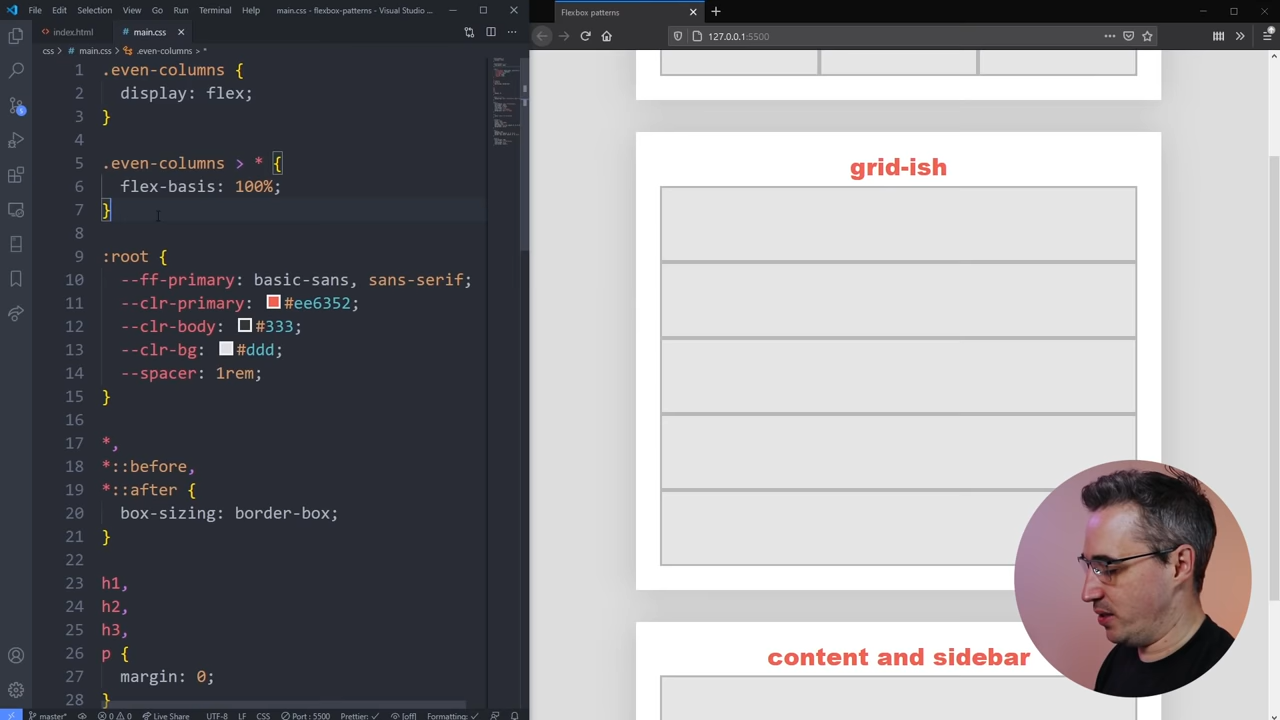 File Edit Selection View Go Run Terminal Help main.css - flexbox-patterns - Visual Studio ...
index.html main.css
css > main.css > .even-columns > *
1 .even-columns {
2 display: flex;
3 }
4
5 .even-columns > * {
6 flex-basis: 100%;
7 }
8
9 :root {
10 --ff-primary: basic-sans, sans-serif;
11 --clr-primary: #ee6352;
12 --clr-body: #333;
13 --clr-bg: #ddd;
14 --spacer: 1rem;
15 }
16
17 *,
18 *::before,
19 *::after {
20 box-sizing: border-box;
21 }
22
23 h1,
24 h2,
25 h3,
26 p {
27 margin: 0;
28 }
master* 0 0 Live Share UTF-8 LF CSS Port : 5500 Prettier: ✓ [off] Formatting: ✓
Flexbox patterns
127.0.0.1:5500
grid-ish
content and sidebar